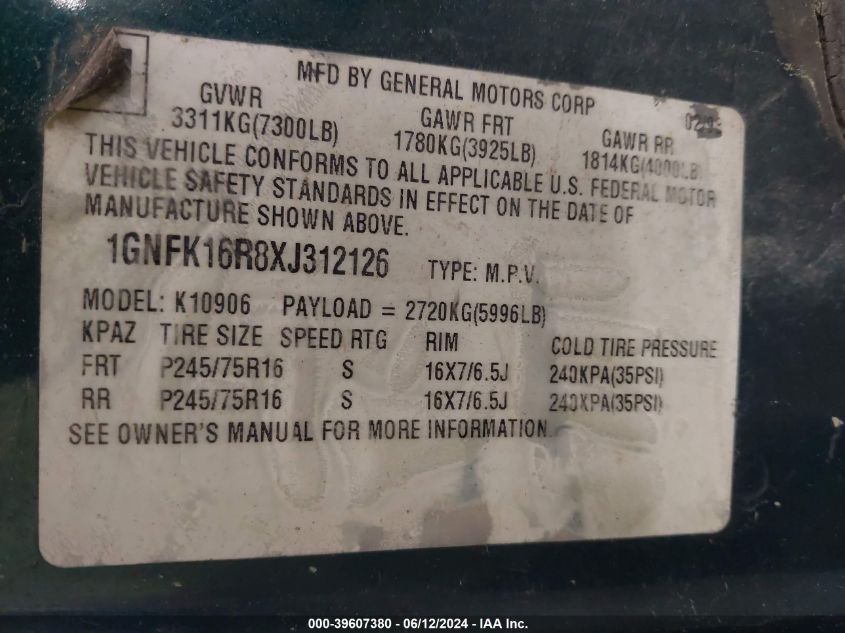 MFD BY GENERAL MOTORS CORP
GVWR GAWR FRT GAWR RR
3311KG(7300LB) 1780KG(3925LB) 1814KG(4000LB)
THIS VEHICLE CONFORMS TO ALL APPLICABLE U.S. FEDERAL MOTOR
VEHICLE SAFETY STANDARDS IN EFFECT ON THE DATE OF
MANUFACTURE SHOWN ABOVE.
1GNFK16R8XJ312126 TYPE: M.P.V.
MODEL: K10906 PAYLOAD = 2720KG(5996LB)
KPAZ TIRE SIZE SPEED RTG RIM COLD TIRE PRESSURE
FRT P245/75R16 S 16X7/6.5J 240KPA(35PSI)
RR P245/75R16 S 16X7/6.5J 240KPA(35PSI)
SEE OWNER'S MANUAL FOR MORE INFORMATION.
000-39607380 - 06/12/2024 - IAA Inc.